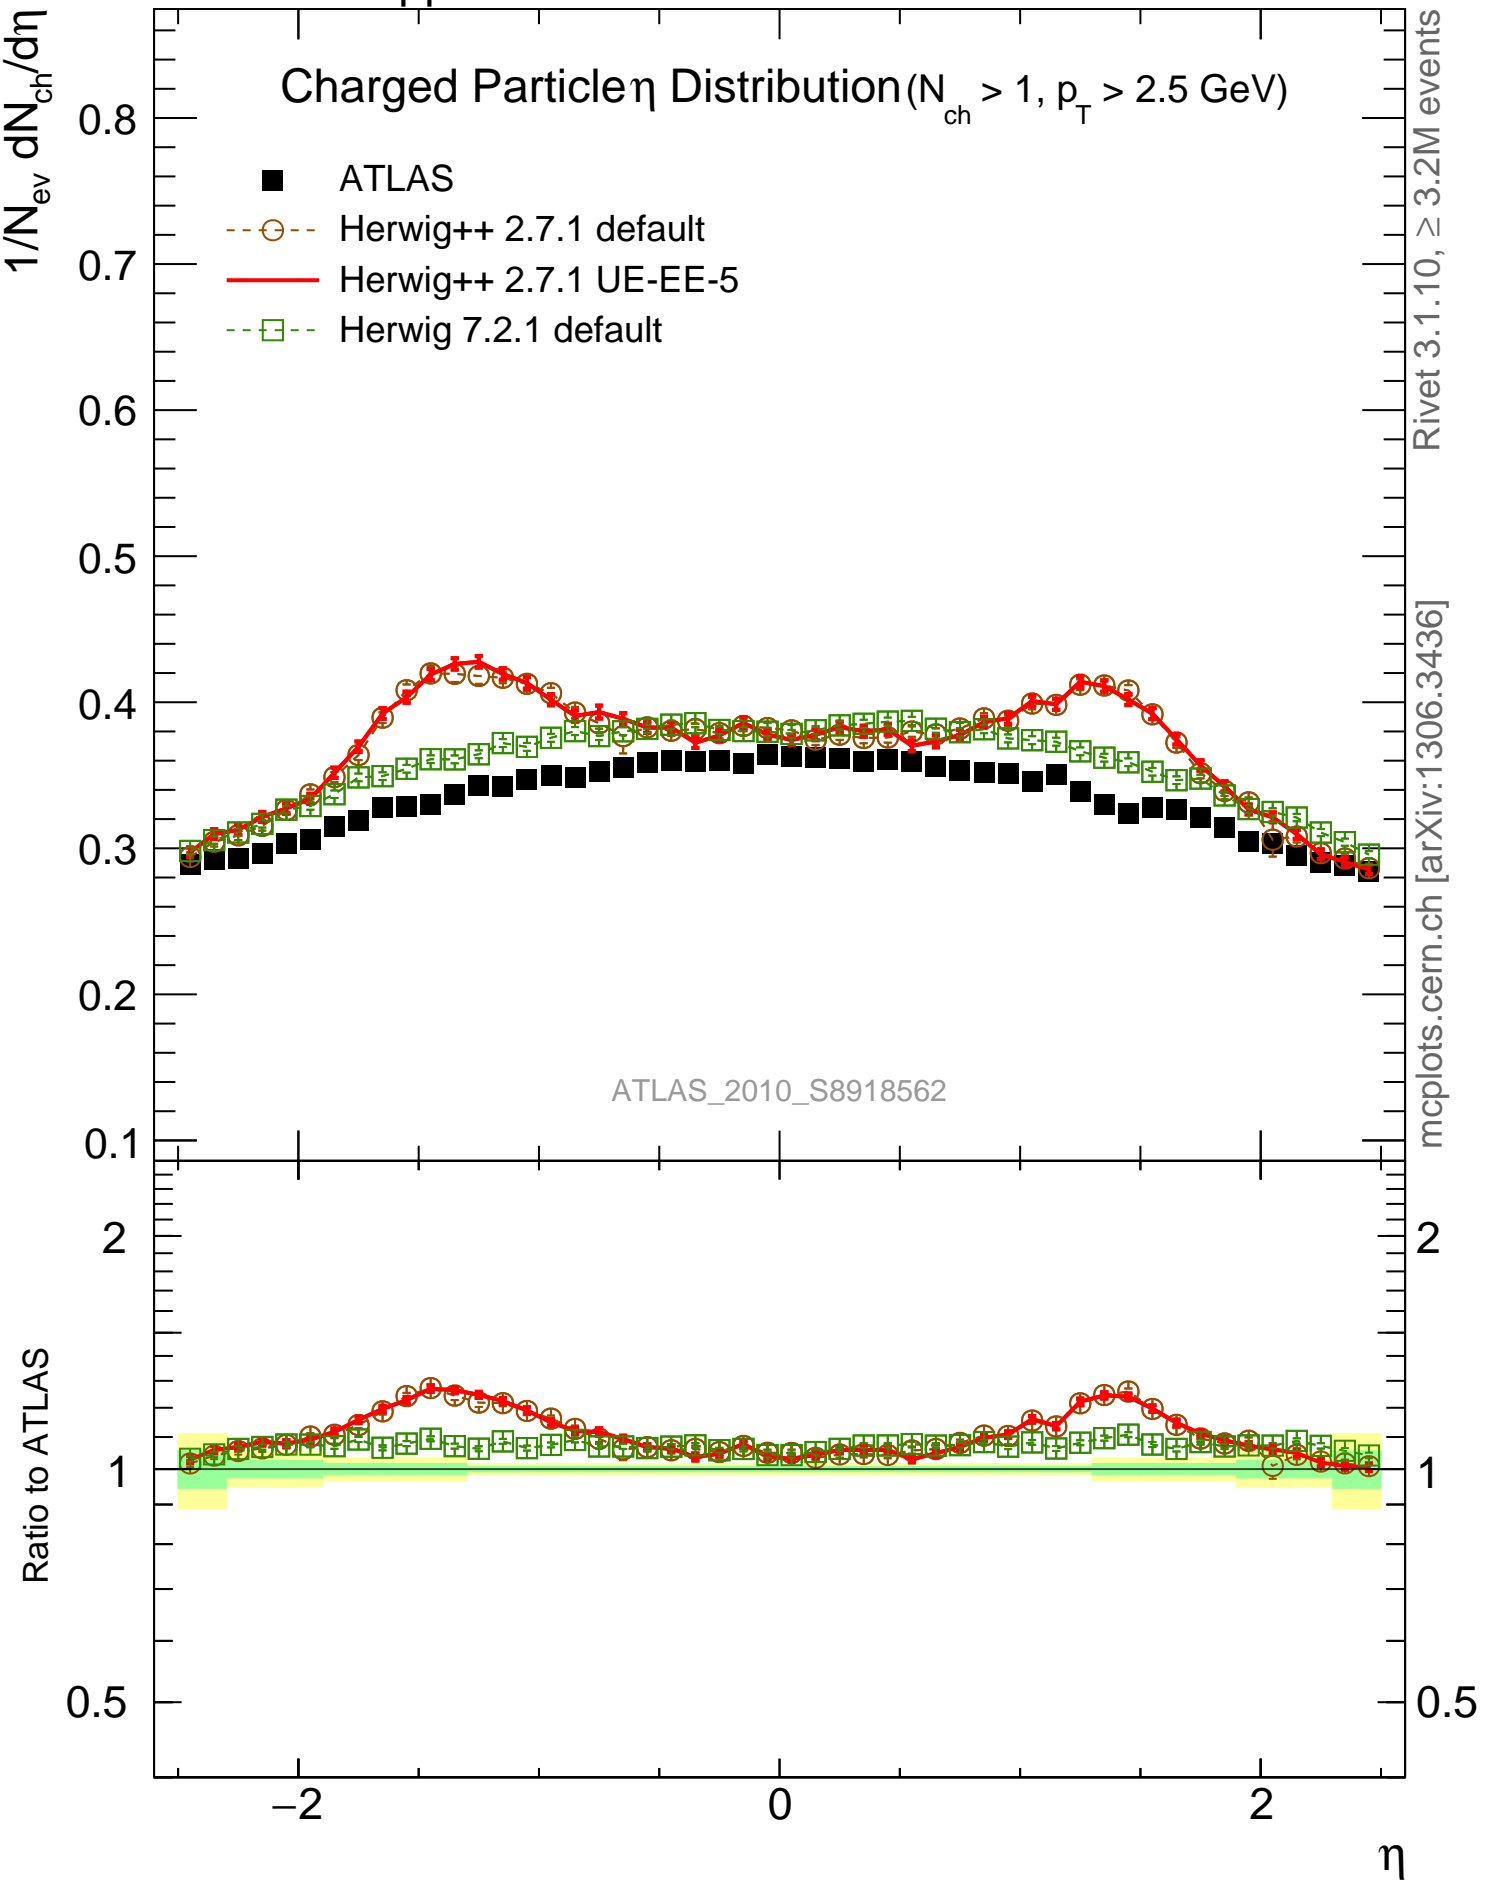 1/N_ev dN_ch/dη
Charged Particle η Distribution (N_ch > 1, p_T > 2.5 GeV)
ATLAS
Herwig++ 2.7.1 default
Herwig++ 2.7.1 UE-EE-5
Herwig 7.2.1 default
0.8
0.7
0.6
0.5
0.4
0.3
0.2
0.1
ATLAS_2010_S8918562
Rivet 3.1.10, ≥ 3.2M events
mcplots.cern.ch [arXiv:1306.3436]
Ratio to ATLAS
2
1
0.5
2
1
0.5
−2
0
2
η